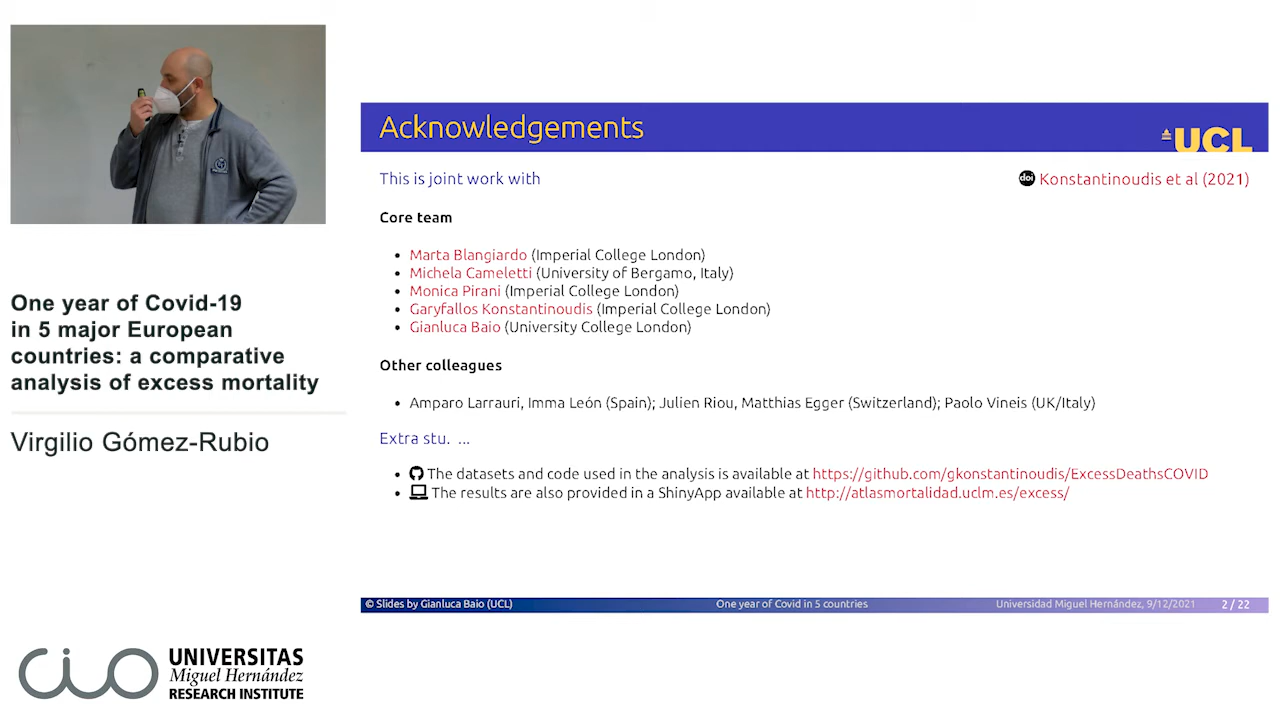 One year of Covid-19
in 5 major European
countries: a comparative
analysis of excess mortality
Virgilio Gómez-Rubio
CIO
UNIVERSITAS
Miguel Hernández
RESEARCH INSTITUTE
Acknowledgements
UCL
This is joint work with
doi Konstantinoudis et al (2021)
Core team
• Marta Blangiardo (Imperial College London)
• Michela Cameletti (University of Bergamo, Italy)
• Monica Pirani (Imperial College London)
• Garyfallos Konstantinoudis (Imperial College London)
• Gianluca Baio (University College London)
Other colleagues
• Amparo Larrauri, Imma León (Spain); Julien Riou, Matthias Egger (Switzerland); Paolo Vineis (UK/Italy)
Extra stu. ...
• The datasets and code used in the analysis is available at https://github.com/gkonstantinoudis/ExcessDeathsCOVID
• The results are also provided in a ShinyApp available at http://atlasmortalidad.uclm.es/excess/
© Slides by Gianluca Baio (UCL)
One year of Covid in 5 countries
Universidad Miguel Hernández, 9/12/2021
2 / 22